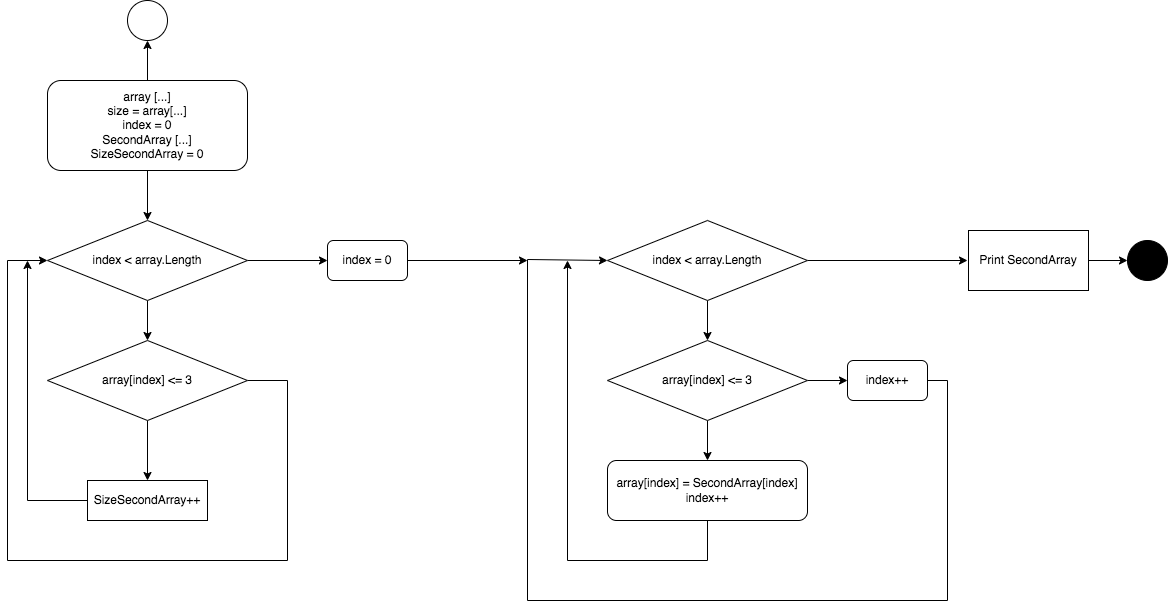 array [...]
size = array[...]
index = 0
SecondArray [...]
SizeSecondArray = 0
index < array.Length
index = 0
index < array.Length
Print SecondArray
array[index] <= 3
array[index] <= 3
index++
SizeSecondArray++
array[index] = SecondArray[index]
index++